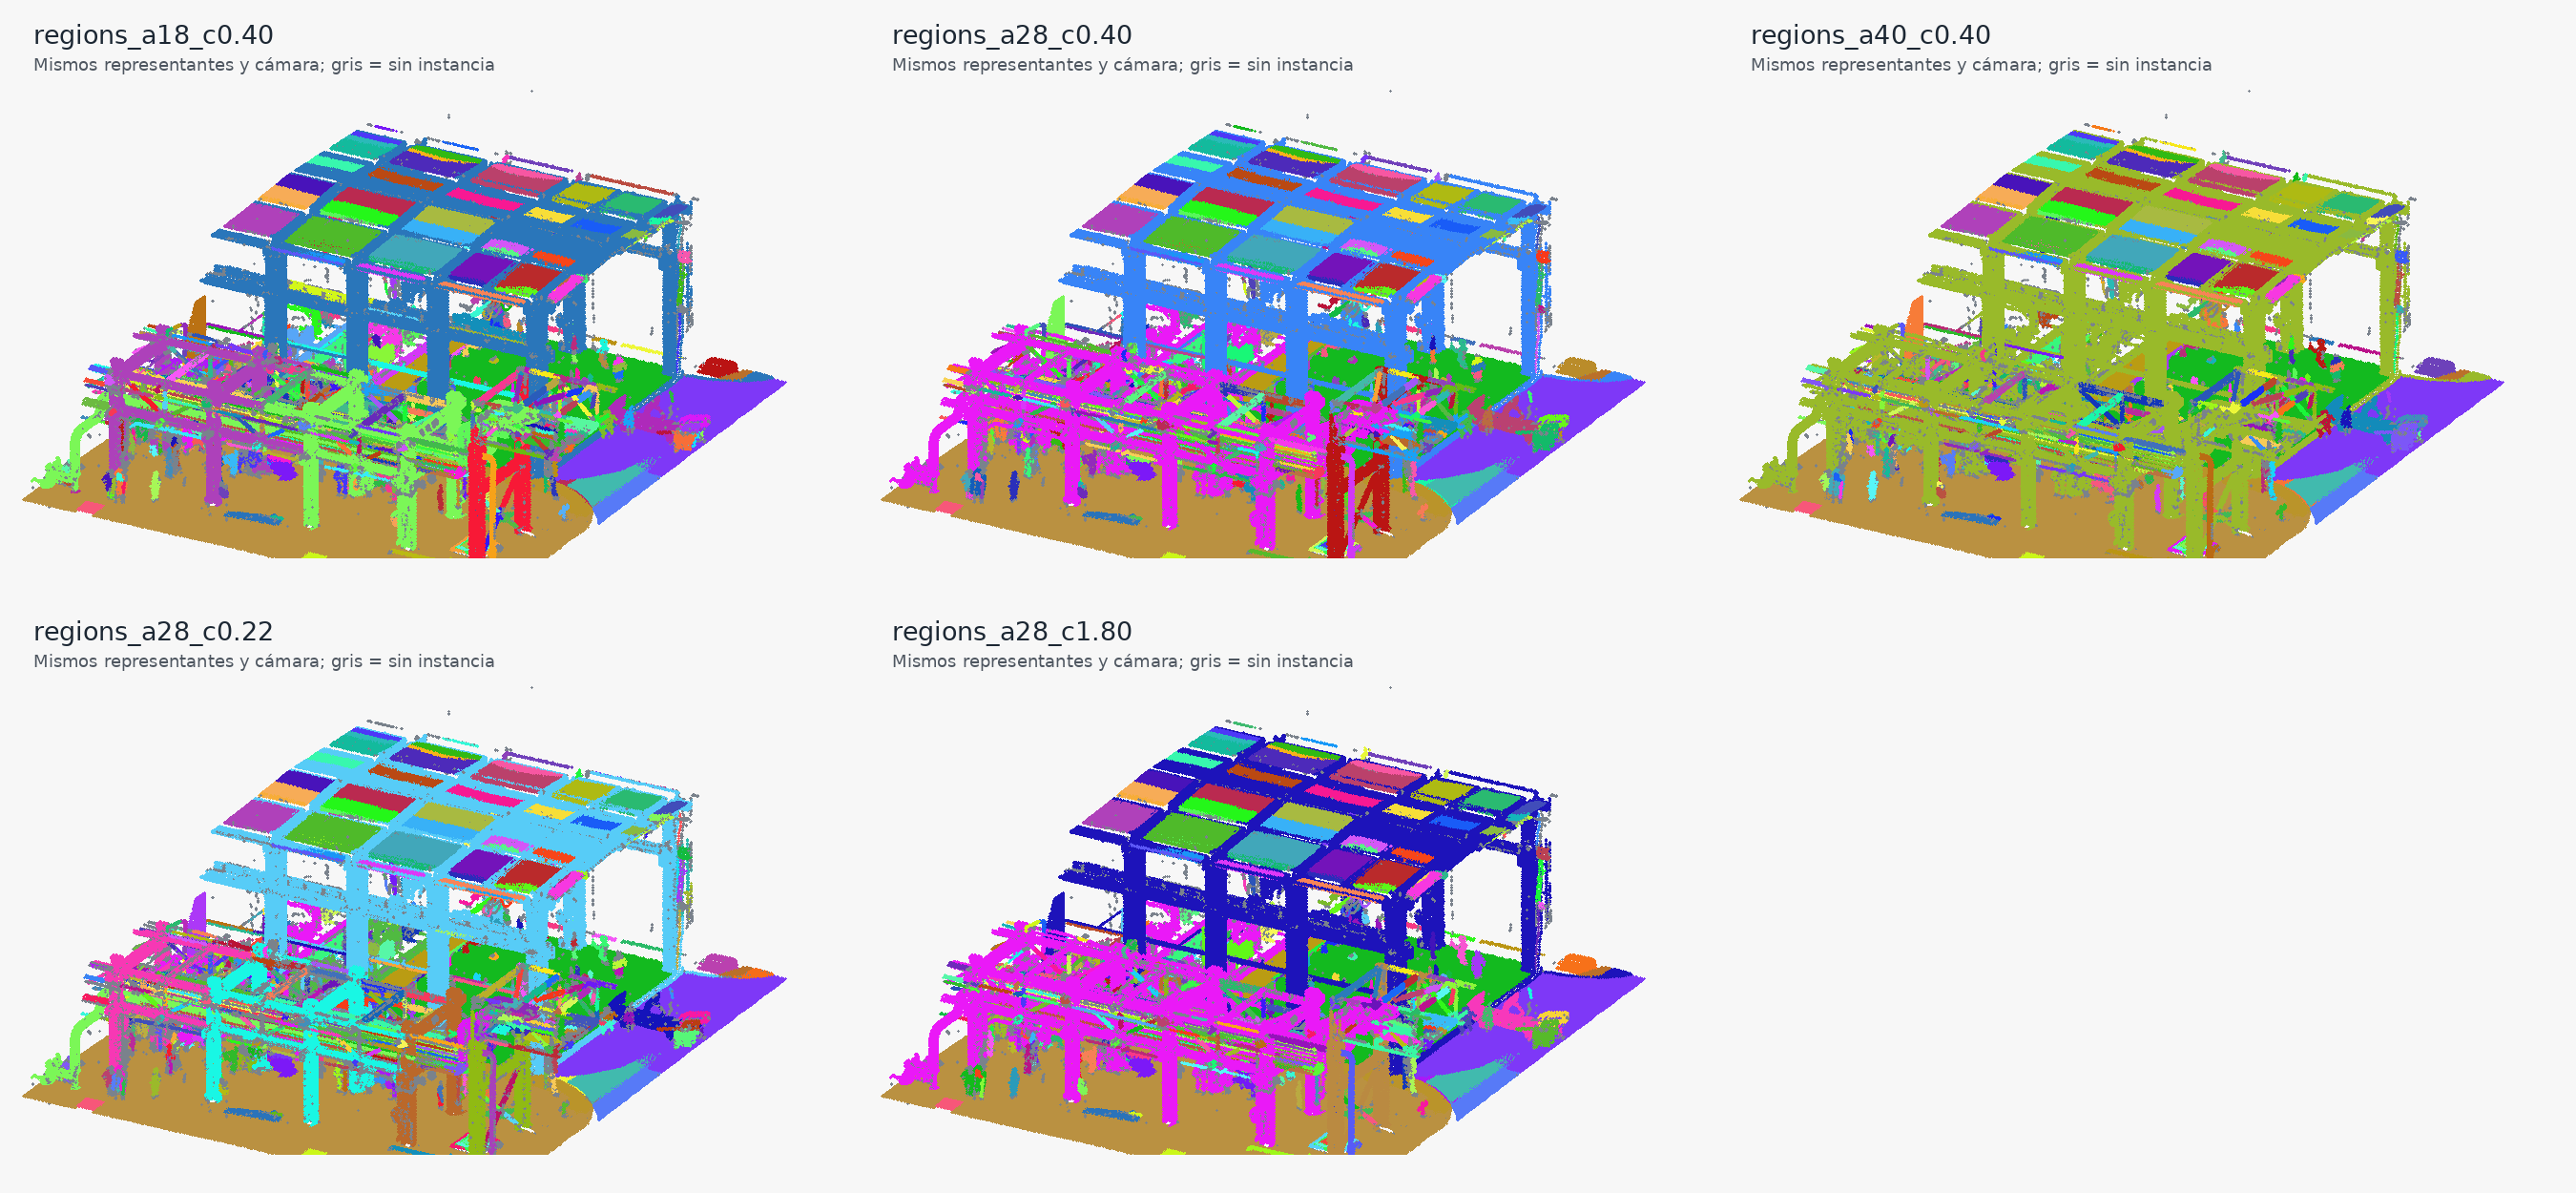 regions_a18_c0.40
Mismos representantes y cámara; gris = sin instancia
regions_a28_c0.40
Mismos representantes y cámara; gris = sin instancia
regions_a40_c0.40
Mismos representantes y cámara; gris = sin instancia
regions_a28_c0.22
Mismos representantes y cámara; gris = sin instancia
regions_a28_c1.80
Mismos representantes y cámara; gris = sin instancia